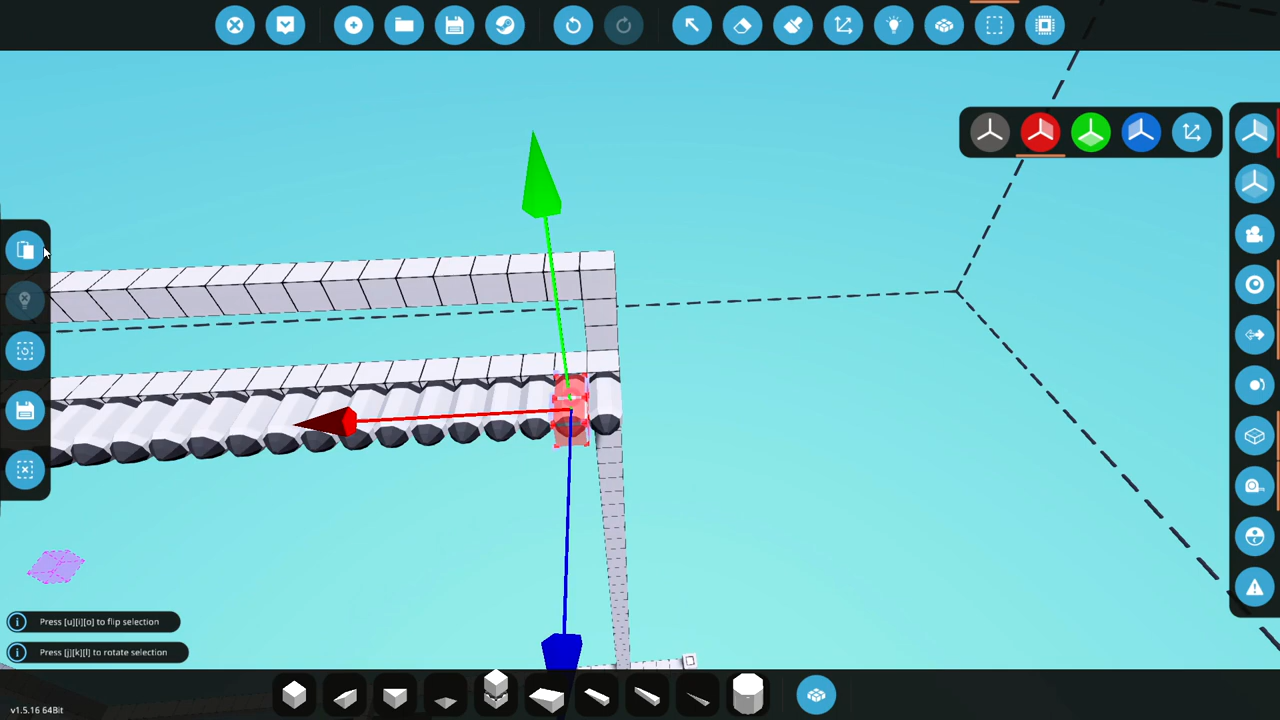 Press [u][i][o] to flip selection
Press [j][k][l] to rotate selection
v1.5.16 64Bit